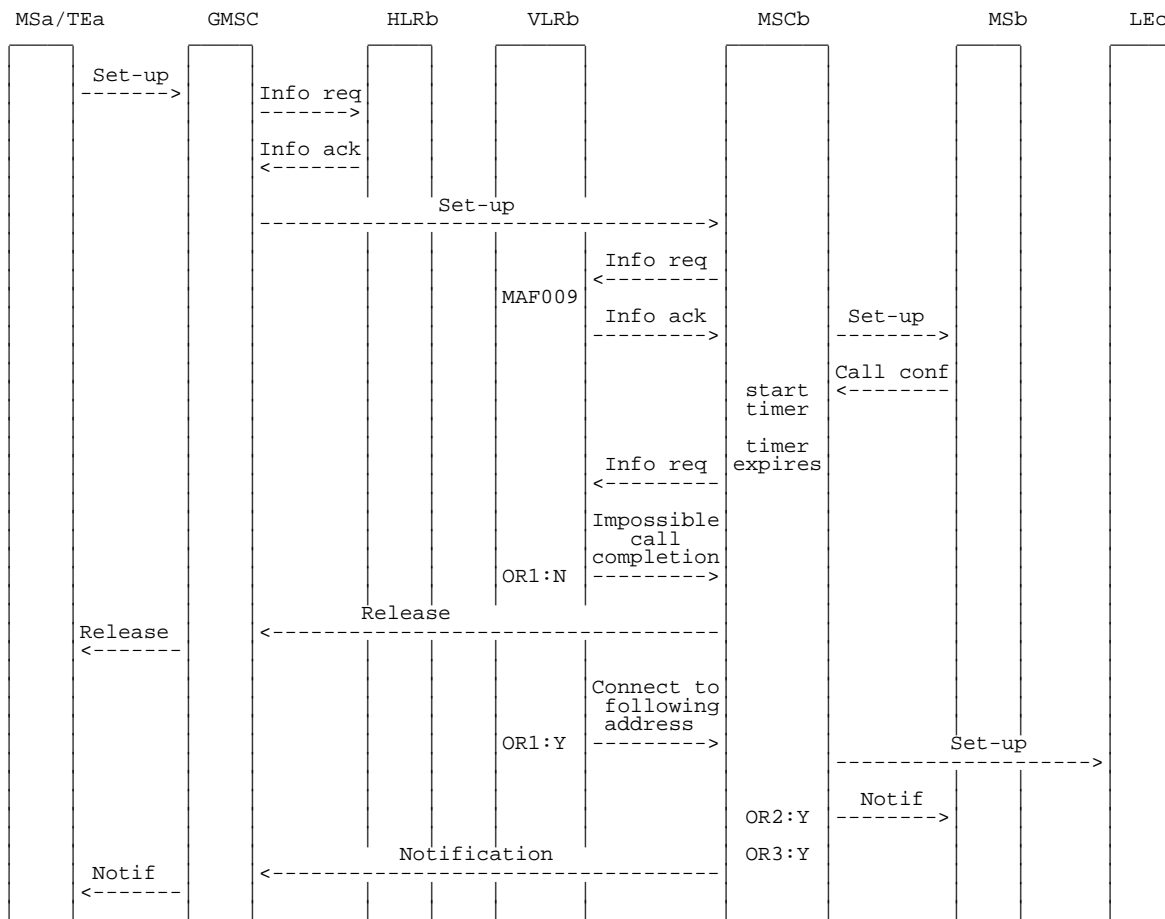 MSa/TEa GMSC HLRb VLRb MSCb MSb LEc
Set-up
Info req
Info ack
Set-up
Info req
MAF009
Info ack Set-up
Call conf
start
timer
timer
Info req expires
Impossible
call
completion
OR1:N
Release
Release
Connect to
following
address
OR1:Y
Set-up
Notif
OR2:Y
Notification OR3:Y
Notif